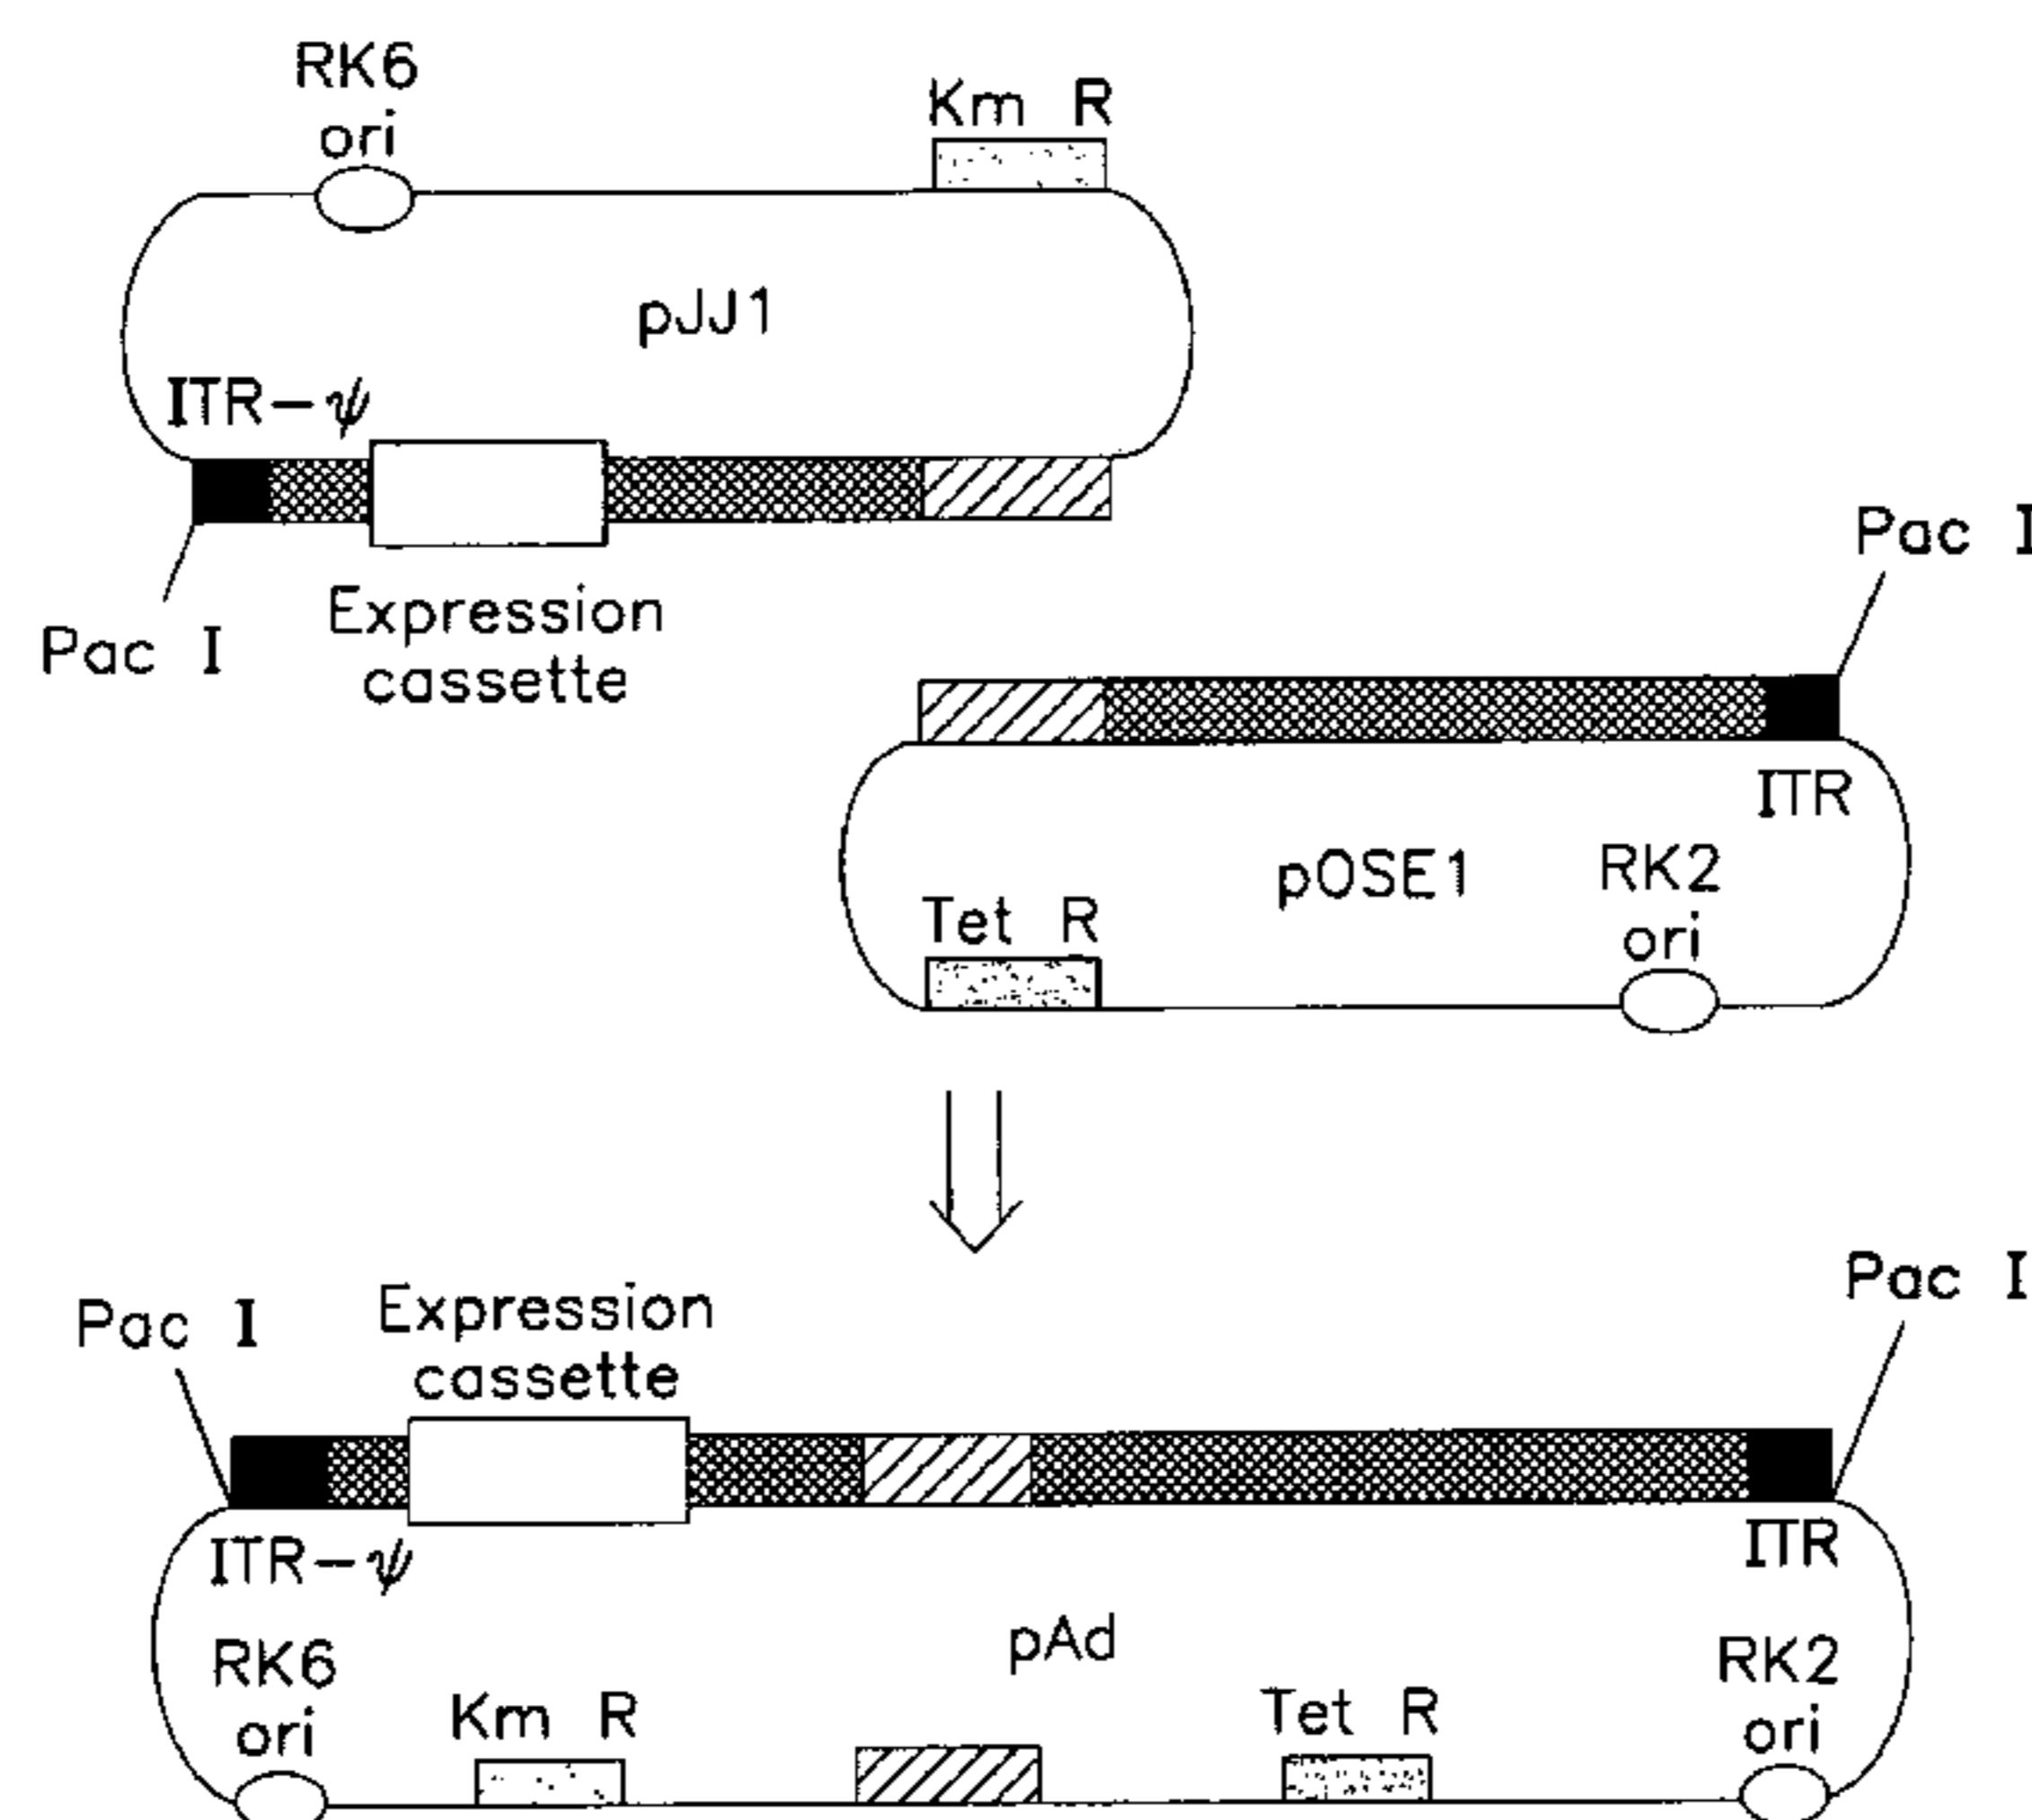 RK6
ori
Km R
pJJ1
ITR-ψ
Pac I
Expression
cassette
Pac I
ITR
pOSE1
RK2
ori
Tet R
Pac I
Expression
cassette
Pac I
ITR-ψ
ITR
pAd
RK6
ori
Km R
Tet R
RK2
ori